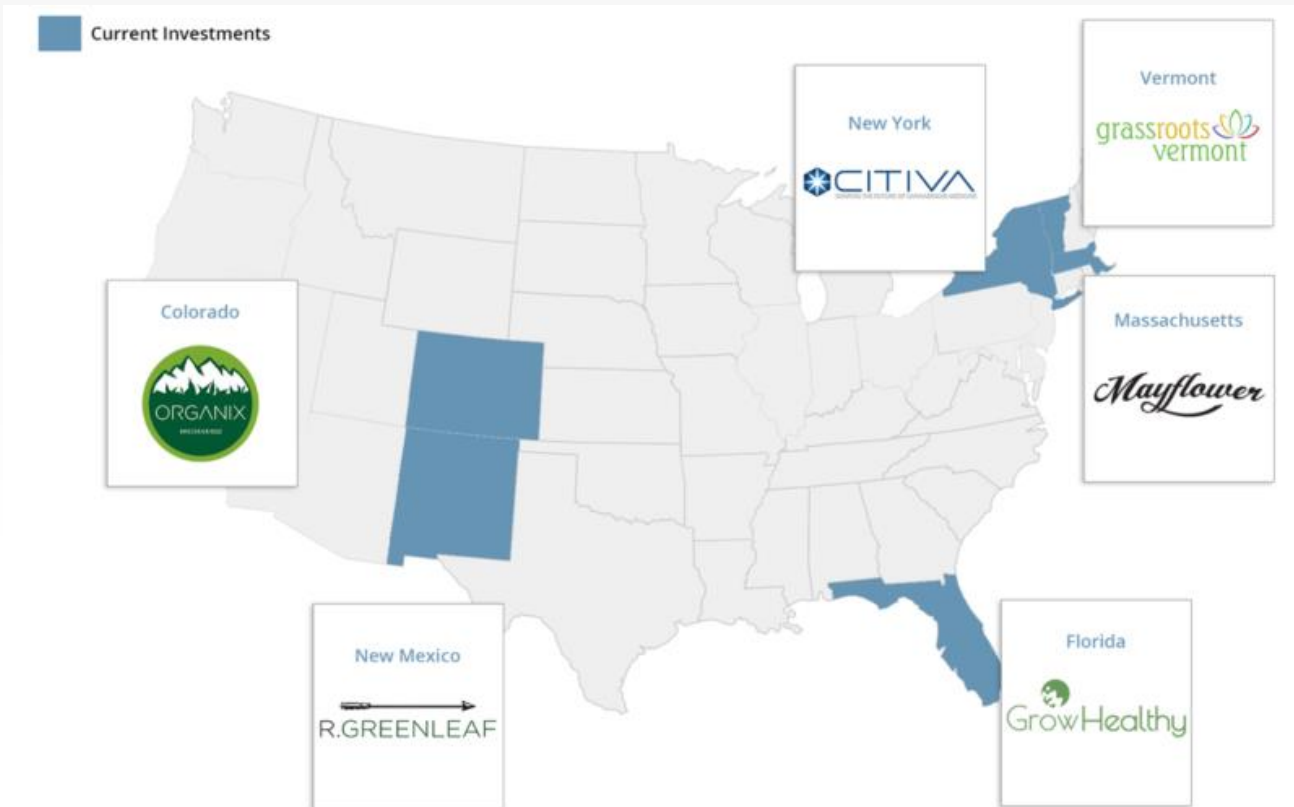 Current Investments
Vermont
grassroots
vermont
New York
CITIVA
Colorado
ORGANIX
Massachusetts
Mayflower
New Mexico
R.GREENLEAF
Florida
GrowHealthy